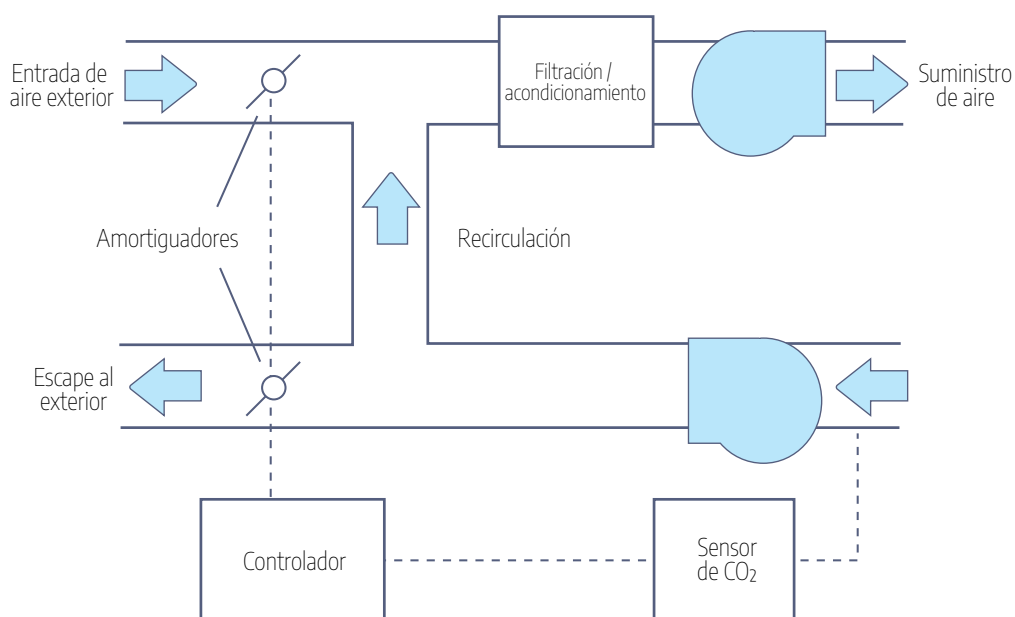 Entrada de
aire exterior
Filtración /
acondicionamiento
Suministro
de aire
Amortiguadores
Recirculación
Escape al
exterior
Controlador
Sensor
de CO₂